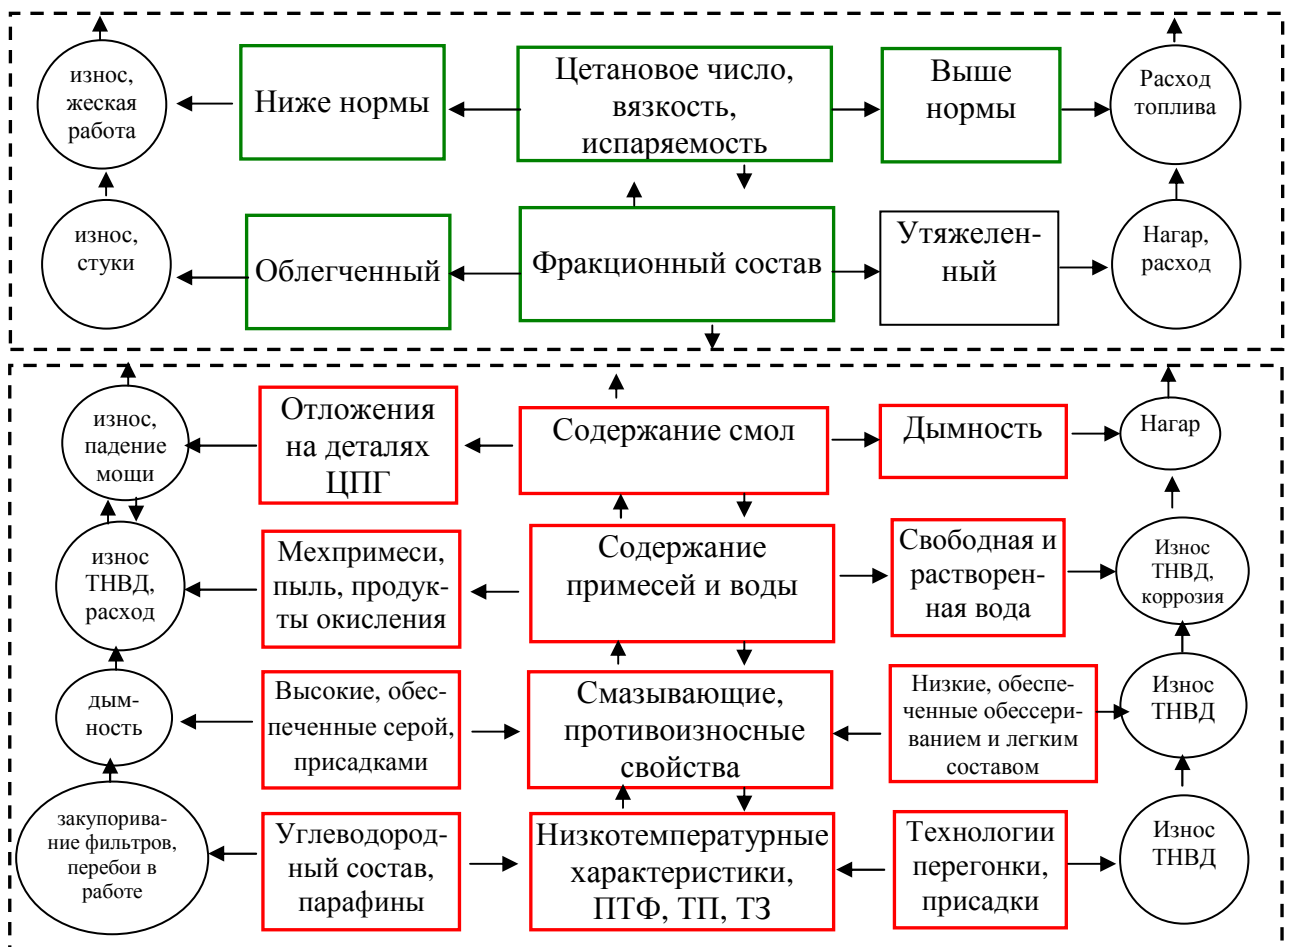 износ,
жеская
работа
Ниже нормы
Цетановое число,
вязкость,
испаряемость
Выше
нормы
Расход
топлива
износ,
стуки
Облегченный
Фракционный состав
Утяжелен-
ный
Нагар,
расход
износ,
падение
мощи
Отложения
на деталях
ЦПГ
Содержание смол
Дымность
Нагар
износ
ТНВД,
расход
Мехпримеси,
пыль, продук-
ты окисления
Содержание
примесей и воды
Свободная и
растворен-
ная вода
Износ
ТНВД,
коррозия
дым-
ность
Высокие, обес-
печенные серой,
присадками
Смазывающие,
противоизносные
свойства
Низкие, обеспе-
ченные обессери-
ванием и легким
составом
Износ
ТНВД
закупорива-
ние фильтров,
перебои в
работе
Углеводород-
ный состав,
парафины
Низкотемпературные
характеристики,
ПТФ, ТП, ТЗ
Технологии
перегонки,
присадки
Износ
ТНВД